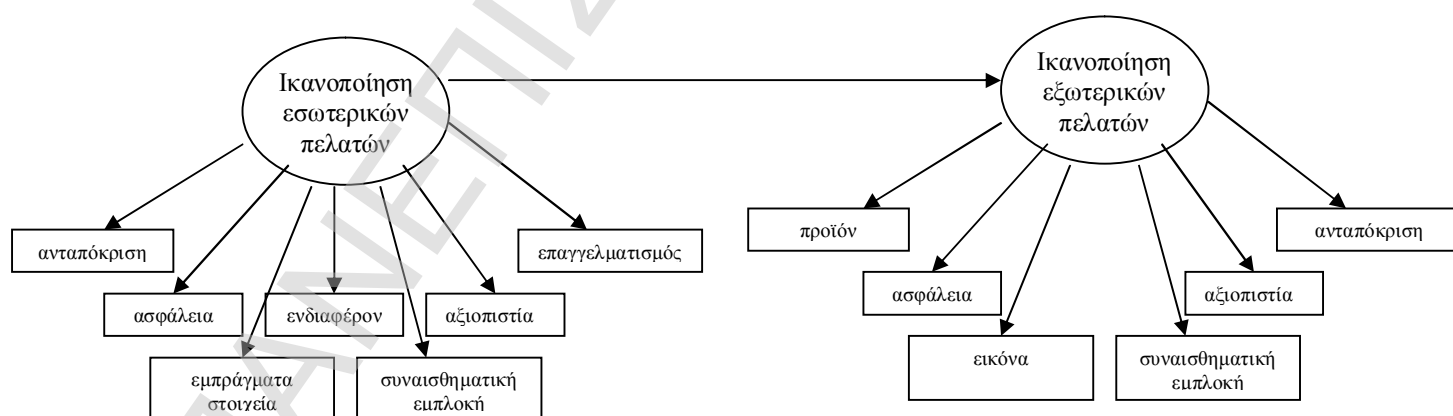 Ικανοποίηση
εσωτερικών
πελατών
Ικανοποίηση
εξωτερικών
πελατών
ανταπόκριση
επαγγελματισμός
ασφάλεια
ενδιαφέρον
αξιοπιστία
εμπράγματα
στοιχεία
συναισθηματική
εμπλοκή
προϊόν
ανταπόκριση
ασφάλεια
αξιοπιστία
εικόνα
συναισθηματική
εμπλοκή